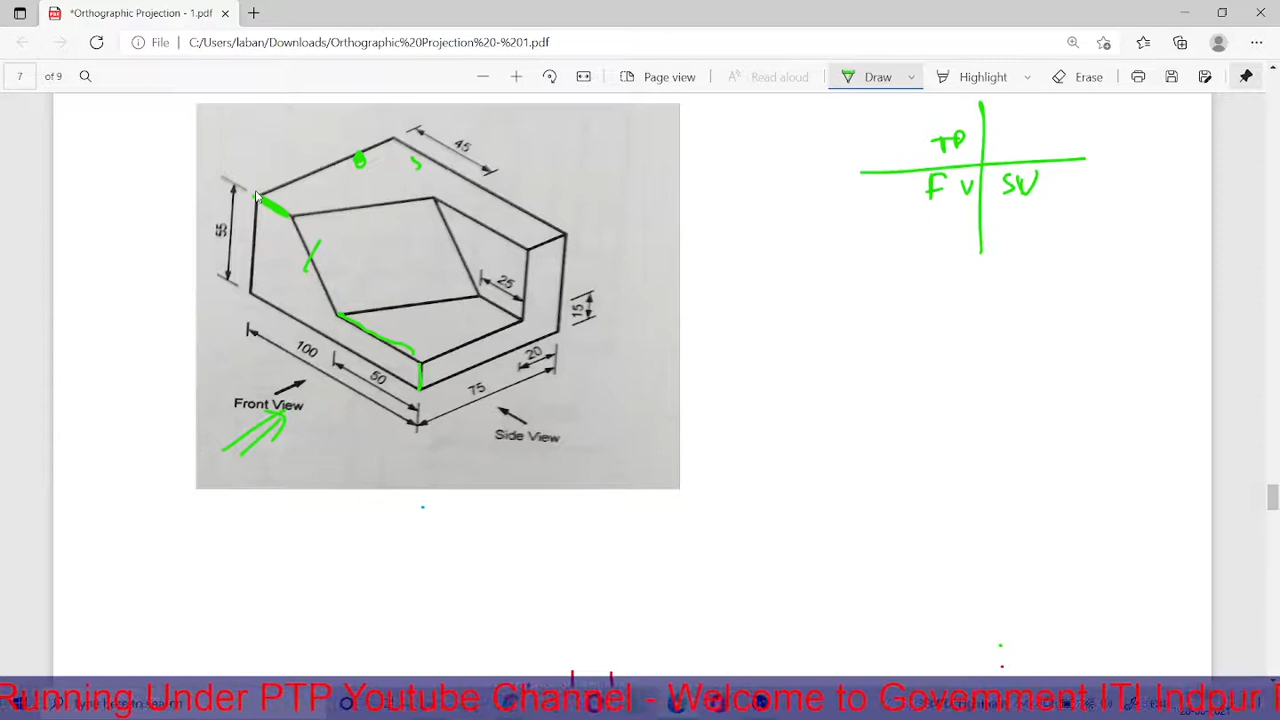 *Orthographic Projection - 1.pdf
File C:/Users/laban/Downloads/Orthographic%20Projection%20-%201.pdf
7 of 9 Page view Read aloud Draw Highlight Erase
45
55
25
15
100
50
20
75
Front View
Side View
TP
F V SV
Running Under PTP Youtube Channel - Welcome to Government ITI Indpur